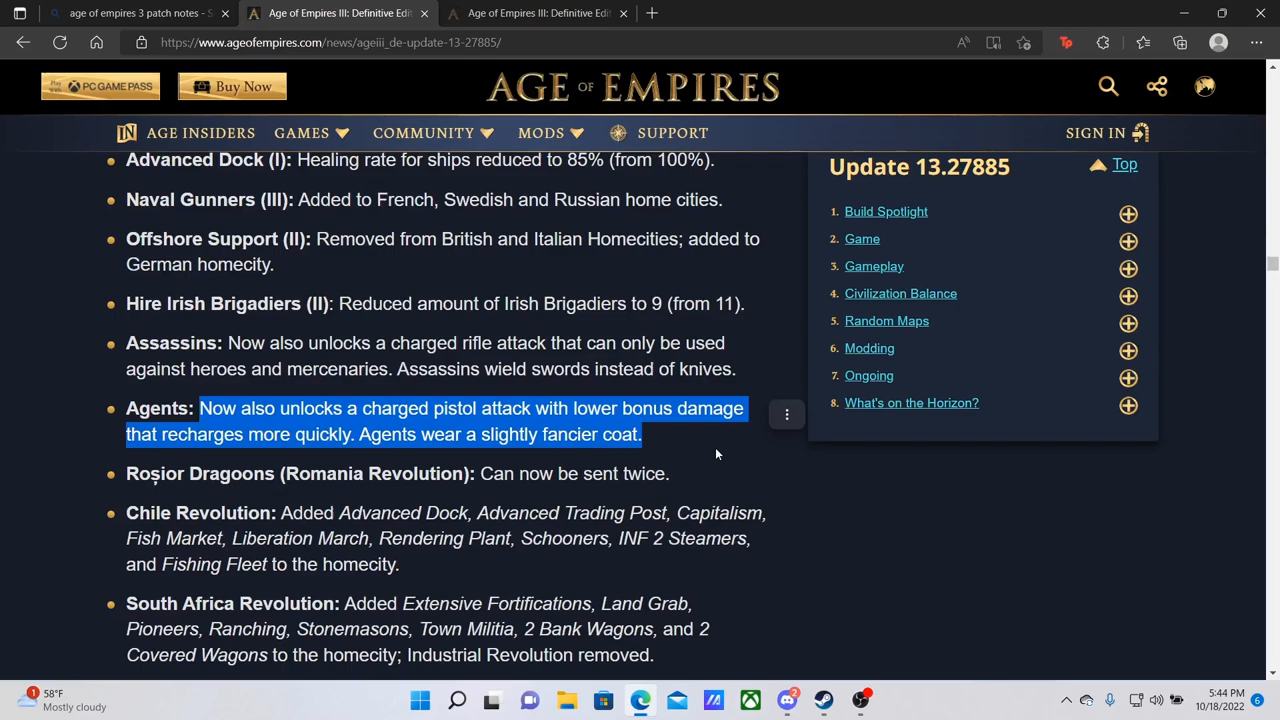 age of empires 3 patch notes - S
Age of Empires III: Definitive Edit
Age of Empires III: Definitive Edit
https://www.ageofempires.com/news/ageiii_de-update-13-27885/
PC GAME PASS
Buy Now
AGE OF EMPIRES
AGE INSIDERS GAMES COMMUNITY MODS SUPPORT SIGN IN
Advanced Dock (I): Healing rate for ships reduced to 85% (from 100%).
Naval Gunners (III): Added to French, Swedish and Russian home cities.
Offshore Support (II): Removed from British and Italian Homecities; added to
German homecity.
Hire Irish Brigadiers (II): Reduced amount of Irish Brigadiers to 9 (from 11).
Assassins: Now also unlocks a charged rifle attack that can only be used
against heroes and mercenaries. Assassins wield swords instead of knives.
Agents: Now also unlocks a charged pistol attack with lower bonus damage
that recharges more quickly. Agents wear a slightly fancier coat.
Roșior Dragoons (Romania Revolution): Can now be sent twice.
Chile Revolution: Added Advanced Dock, Advanced Trading Post, Capitalism,
Fish Market, Liberation March, Rendering Plant, Schooners, INF 2 Steamers,
and Fishing Fleet to the homecity.
South Africa Revolution: Added Extensive Fortifications, Land Grab,
Pioneers, Ranching, Stonemasons, Town Militia, 2 Bank Wagons, and 2
Covered Wagons to the homecity; Industrial Revolution removed.
Update 13.27885
Top
1. Build Spotlight
2. Game
3. Gameplay
4. Civilization Balance
5. Random Maps
6. Modding
7. Ongoing
8. What's on the Horizon?
1
58°F
Mostly cloudy
2
5:44 PM
10/18/2022
6